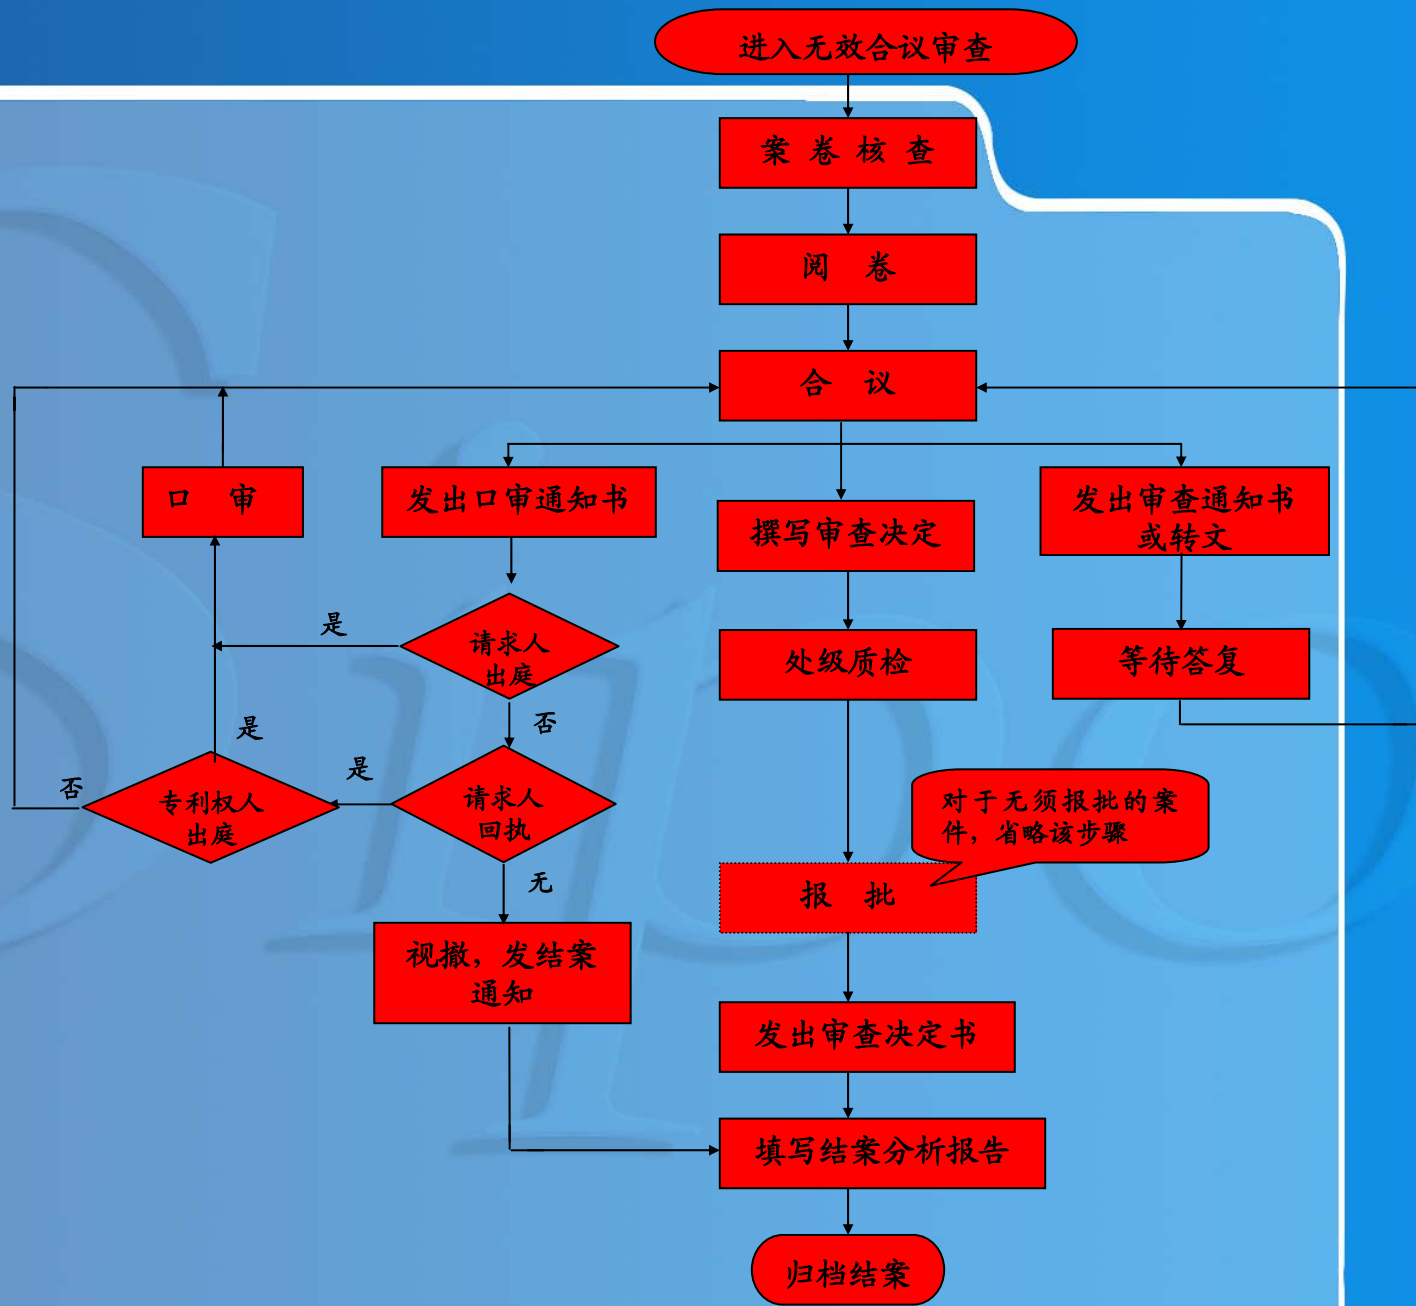 进入无效合议审查
案卷核查
阅卷
合议
口审
发出口审通知书
撰写审查决定
发出审查通知书
或转文
是
请求人
出庭
处级质检
等待答复
是
否
否
专利权人
出庭
是
请求人
回执
对于无须报批的案
件，省略该步骤
无
报批
视撤，发结案
通知
发出审查决定书
填写结案分析报告
归档结案